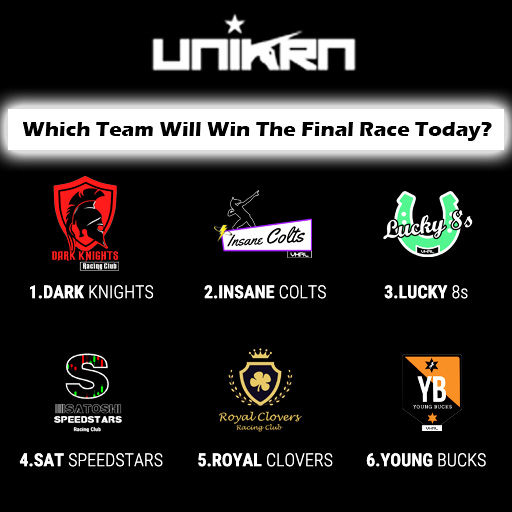 UNIKRN
Which Team Will Win The Final Race Today?
DARK KNIGHTS
Racing Club
1.DARK KNIGHTS
Insane Colts
VHRL
2.INSANE COLTS
Lucky 8s
VHRL
3.LUCKY 8s
S
SATOSHI
SPEEDSTARS
Racing Club
4.SAT SPEEDSTARS
Royal Clovers
Racing Club
5.ROYAL CLOVERS
YB
YOUNG BUCKS
VHRL
6.YOUNG BUCKS